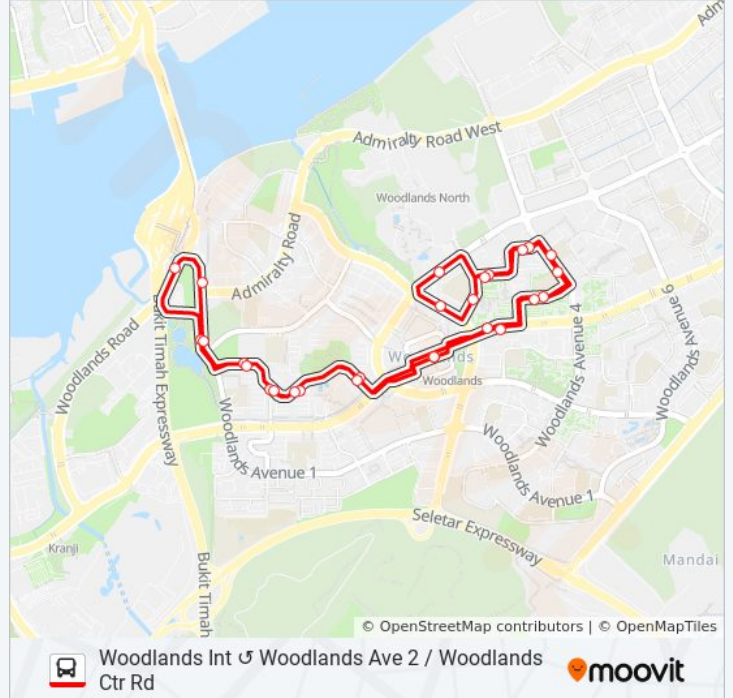 Adm
Admiralty Road West
Woodlands North
Admiralty Road
Woodlands Road
Bukit Timah Expressway
Woodlands Avenue 4
Woodlands Avenue 6
Woodlands
Woodlands Avenue 1
Woodlands Avenue 1
Seletar Expressway
Kranji
Bukit Timah
Mandai
© OpenStreetMap contributors | © OpenMapTiles
Woodlands Int ↺ Woodlands Ave 2 / Woodlands
Ctr Rd
moovit